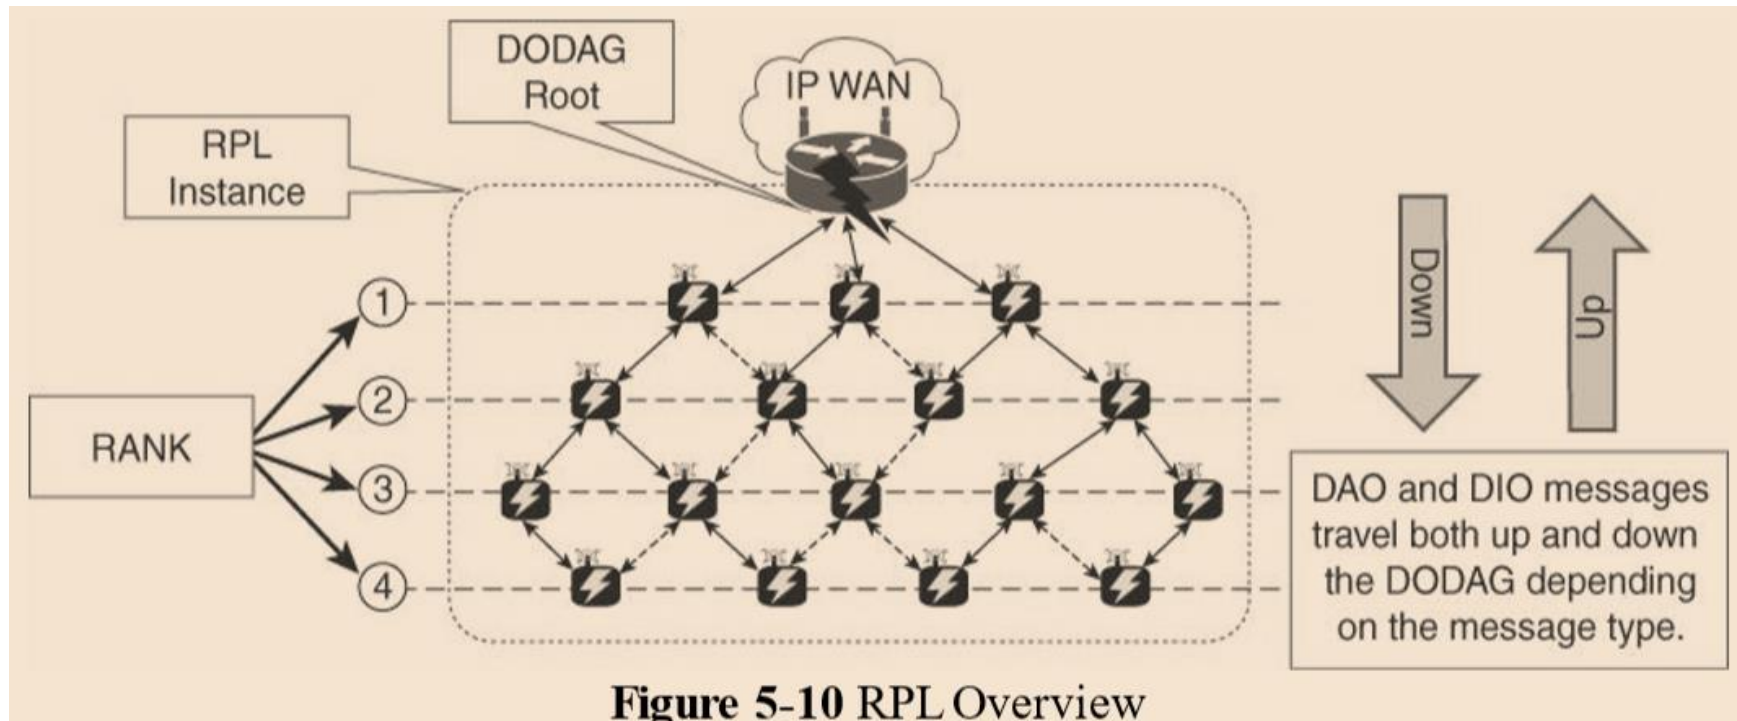 DODAG
Root
IP WAN
RPL
Instance
1
2
3
4
RANK
Down
Up
DAO and DIO messages
travel both up and down
the DODAG depending
on the message type.
Figure 5-10 RPL Overview